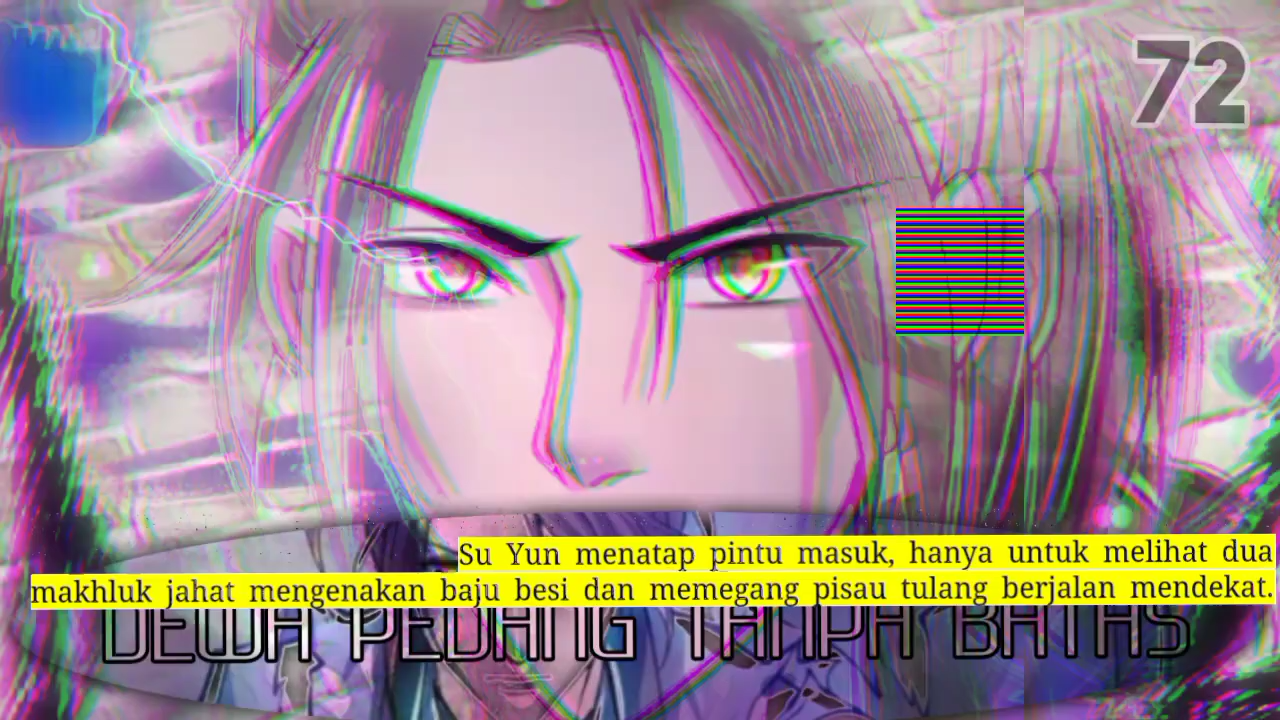 72
Su Yun menatap pintu masuk, hanya untuk melihat dua
makhluk jahat mengenakan baju besi dan memegang pisau tulang berjalan mendekat.
DEWA PEDANG TANPA BATAS